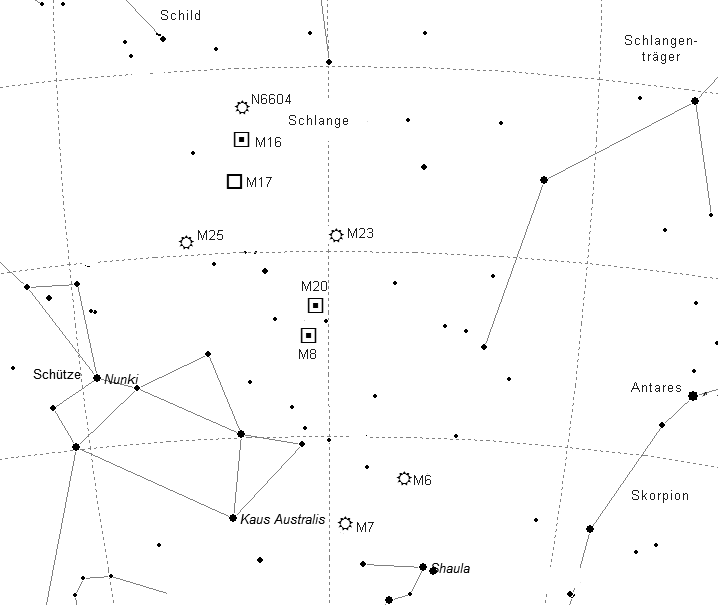 Schild
Schlangen-
träger
N6604
Schlange
M16
M17
M25
M23
M20
M8
Schütze
Nunki
Antares
M6
Skorpion
Kaus Australis
M7
Shaula